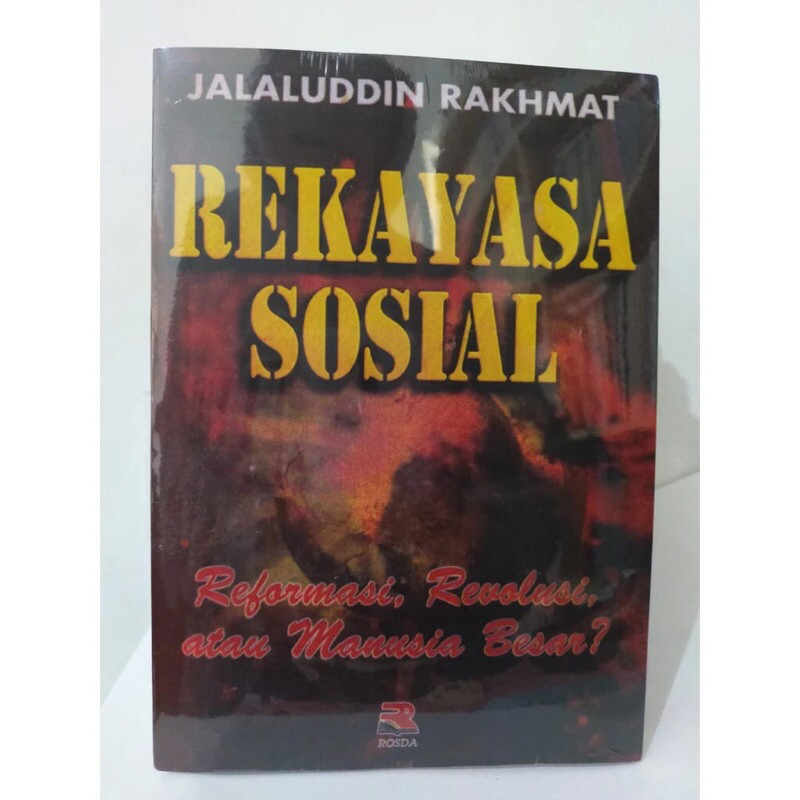 JALALUDDIN RAKHMAT
REKAYASA
SOSIAL
Reformasi, Revolusi,
atau Manusia Besar?
ROSDA